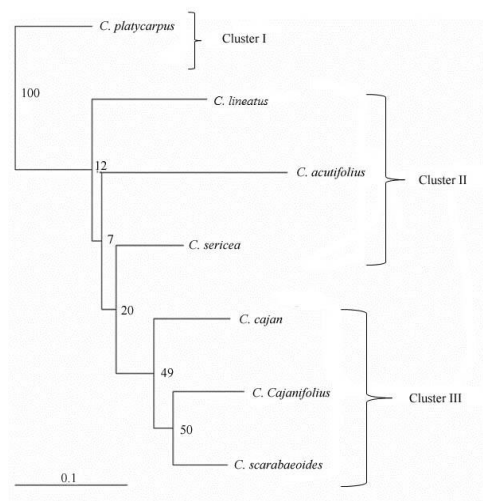 C. platycarpus
Cluster I
100
C. lineatus
12
C. acutifolius
Cluster II
7
C. sericea
20
C. cajan
49
C. Cajanifolius
Cluster III
50
C. scarabaeoides
0.1